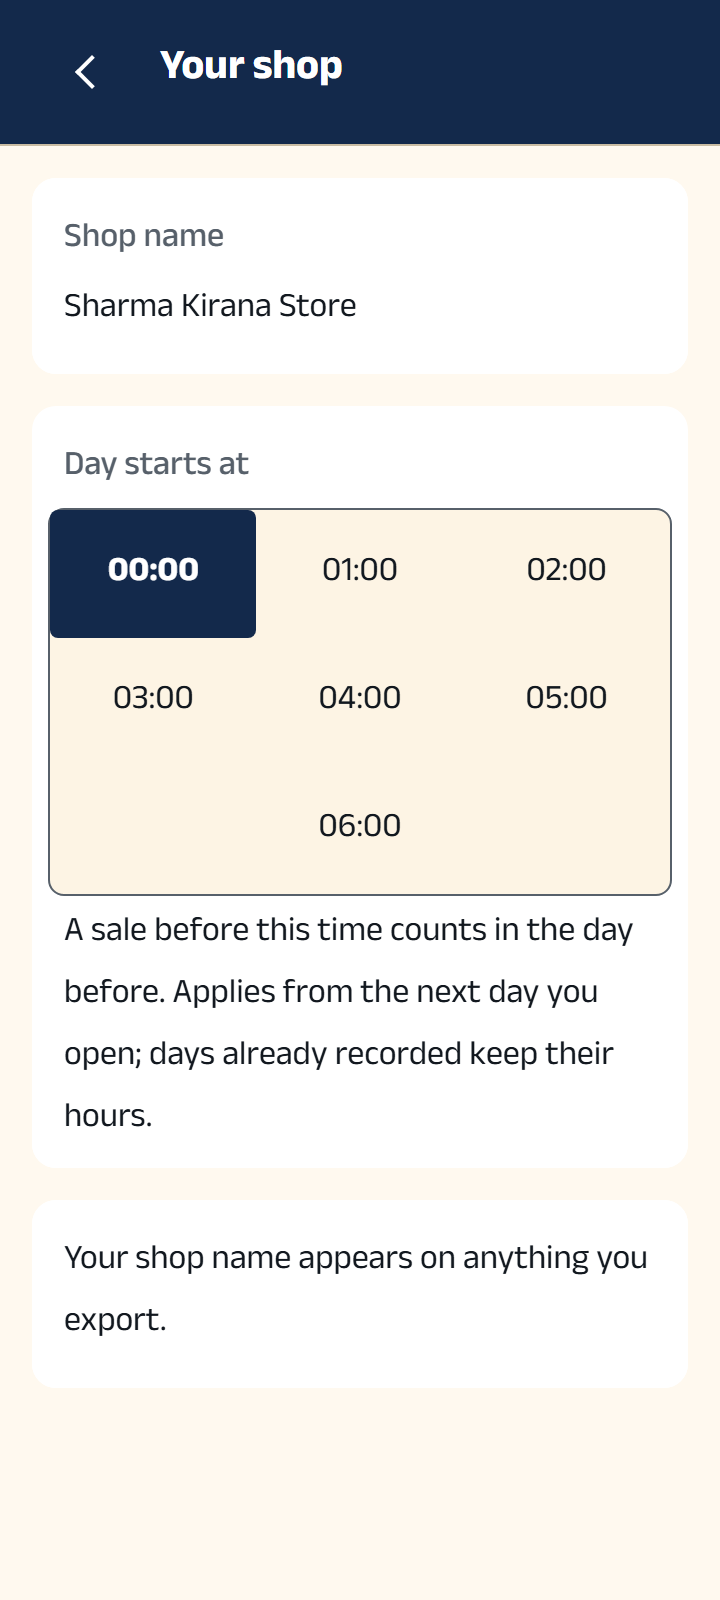 Your shop
Shop name
Sharma Kirana Store
Day starts at
00:00 01:00 02:00
03:00 04:00 05:00
06:00
A sale before this time counts in the day
before. Applies from the next day you
open; days already recorded keep their
hours.
Your shop name appears on anything you
export.